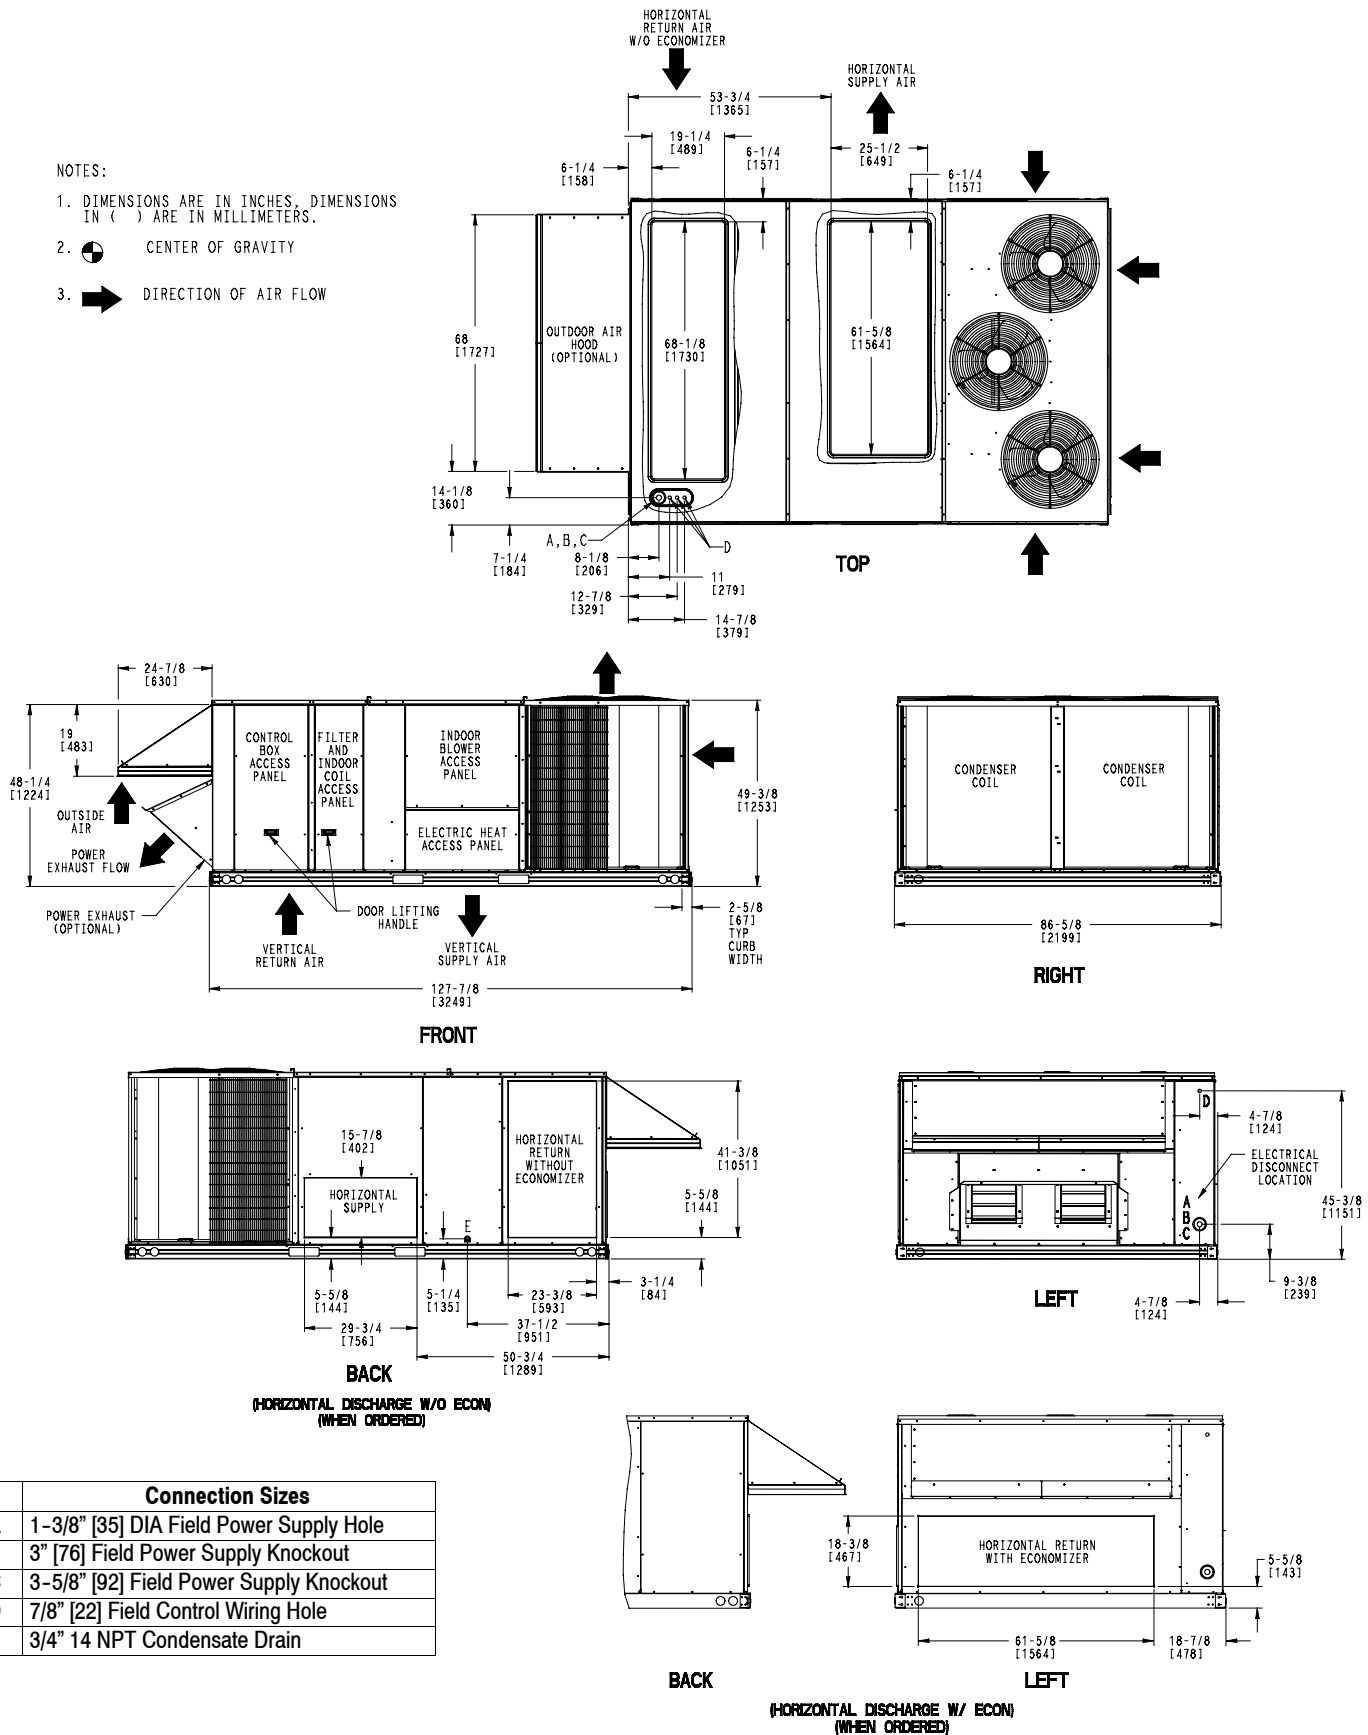 HORIZONTAL
RETURN AIR
W/O ECONOMIZER
HORIZONTAL
SUPPLY AIR
53-3/4
[1365]
19-1/4
[489]
6-1/4
[157]
25-1/2
[649]
6-1/4
[158]
6-1/4
[157]
NOTES:
1. DIMENSIONS ARE IN INCHES, DIMENSIONS
IN ( ) ARE IN MILLIMETERS.
2. CENTER OF GRAVITY
3. DIRECTION OF AIR FLOW
68
[1727]
OUTDOOR AIR
HOOD
(OPTIONAL)
68-1/8
[1730]
61-5/8
[1564]
14-1/8
[360]
A,B,C
D
7-1/4
[184]
8-1/8
[206]
11
[279]
12-7/8
[329]
14-7/8
[379]
TOP
24-7/8
[630]
19
[483]
48-1/4
[1224]
CONTROL
BOX
ACCESS
PANEL
FILTER
AND
INDOOR
COIL
ACCESS
PANEL
INDOOR
BLOWER
ACCESS
PANEL
ELECTRIC HEAT
ACCESS PANEL
49-3/8
[1253]
OUTSIDE
AIR
POWER
EXHAUST FLOW
POWER EXHAUST
(OPTIONAL)
DOOR LIFTING
HANDLE
VERTICAL
RETURN AIR
VERTICAL
SUPPLY AIR
2-5/8
[67]
TYP
CURB
WIDTH
127-7/8
[3249]
FRONT
CONDENSER
COIL
CONDENSER
COIL
86-5/8
[2199]
RIGHT
15-7/8
[402]
HORIZONTAL
SUPPLY
HORIZONTAL
RETURN
WITHOUT
ECONOMIZER
E
41-3/8
[1051]
5-5/8
[144]
5-5/8
[144]
5-1/4
[135]
23-3/8
[593]
3-1/4
[84]
29-3/4
[756]
37-1/2
[951]
50-3/4
[1289]
BACK
(HORIZONTAL DISCHARGE W/O ECON)
(WHEN ORDERED)
D
4-7/8
[124]
ELECTRICAL
DISCONNECT
LOCATION
45-3/8
[1151]
A
B
C
9-3/8
[239]
4-7/8
[124]
LEFT
Connection Sizes
1-3/8" [35] DIA Field Power Supply Hole
3" [76] Field Power Supply Knockout
3-5/8" [92] Field Power Supply Knockout
7/8" [22] Field Control Wiring Hole
3/4" 14 NPT Condensate Drain
BACK
18-3/8
[467]
HORIZONTAL RETURN
WITH ECONOMIZER
5-5/8
[143]
61-5/8
[1564]
18-7/8
[478]
LEFT
(HORIZONTAL DISCHARGE W/ ECON)
(WHEN ORDERED)